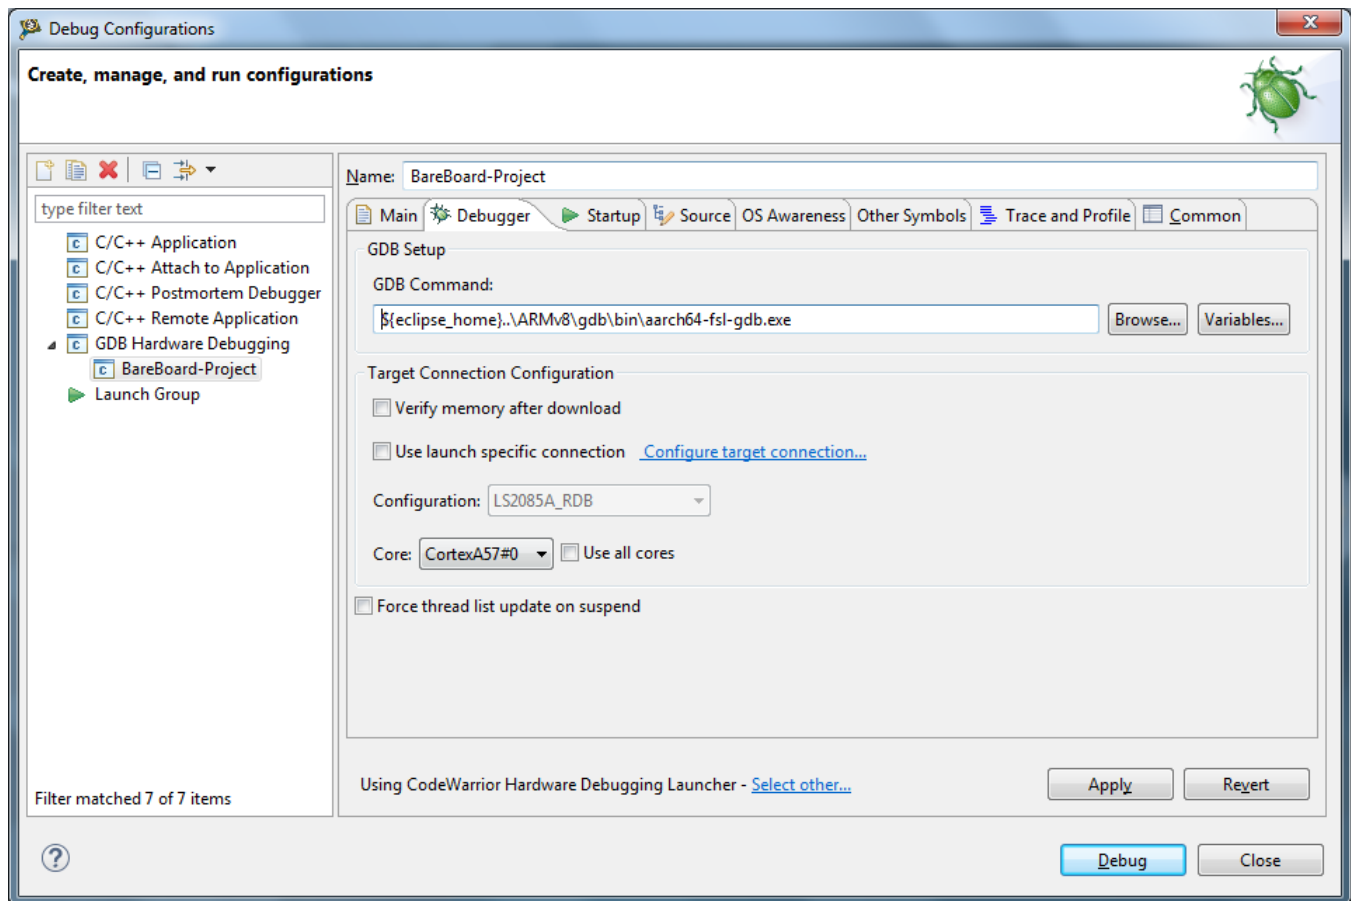 Debug Configurations
Create, manage, and run configurations
type filter text
C/C++ Application
C/C++ Attach to Application
C/C++ Postmortem Debugger
C/C++ Remote Application
GDB Hardware Debugging
BareBoard-Project
Launch Group
Filter matched 7 of 7 items
Name: BareBoard-Project
Main Debugger Startup Source OS Awareness Other Symbols Trace and Profile Common
GDB Setup
GDB Command:
${eclipse_home}..\ARMv8\gdb\bin\aarch64-fsl-gdb.exe Browse... Variables...
Target Connection Configuration
Verify memory after download
Use launch specific connection Configure target connection...
Configuration: LS2085A_RDB
Core: CortexA57#0 Use all cores
Force thread list update on suspend
Using CodeWarrior Hardware Debugging Launcher - Select other... Apply Revert
Debug Close